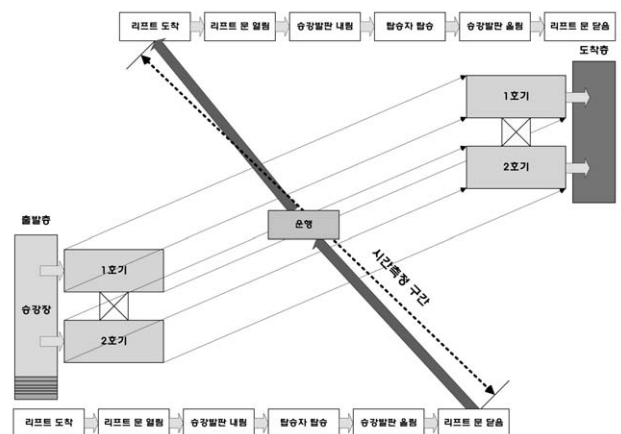 리프트 도착
리프트 문 열림
승강발판 내림
탑승자 탑승
승강발판 올림
리프트 문 닫음
도착층
1호기
2호기
운행
시간측정 구간
출발층
승강장
1호기
2호기
리프트 도착
리프트 문 열림
승강발판 내림
탑승자 탑승
승강발판 올림
리프트 문 닫음